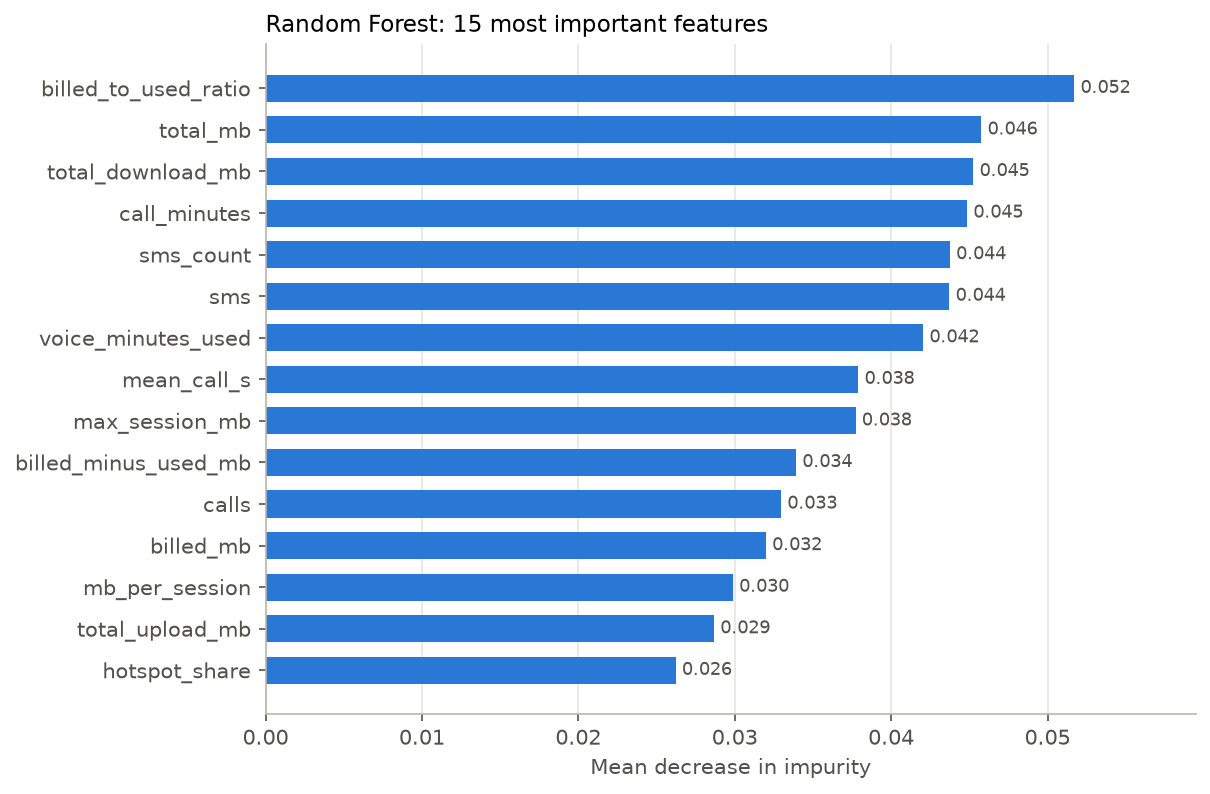 Random Forest: 15 most important features
billed_to_used_ratio 0.052
total_mb 0.046
total_download_mb 0.045
call_minutes 0.045
sms_count 0.044
sms 0.044
voice_minutes_used 0.042
mean_call_s 0.038
max_session_mb 0.038
billed_minus_used_mb 0.034
calls 0.033
billed_mb 0.032
mb_per_session 0.030
total_upload_mb 0.029
hotspot_share 0.026
0.00 0.01 0.02 0.03 0.04 0.05
Mean decrease in impurity